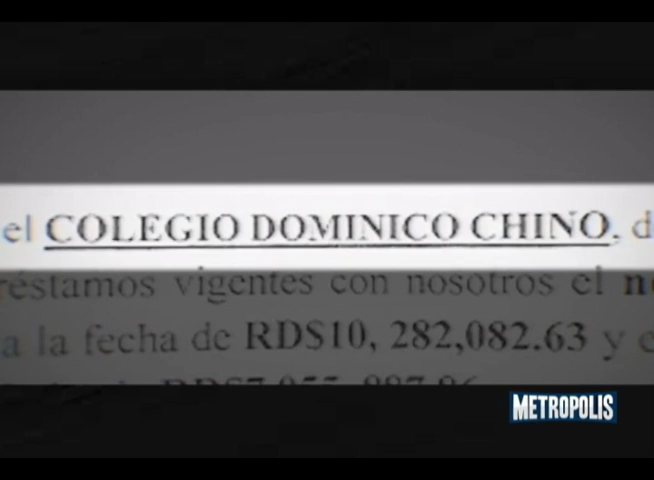 el COLEGIO DOMINICO CHINO, d
réstamos vigentes con nosotros el
a la fecha de RD$10, 282,082.63 y
METROPOLIS